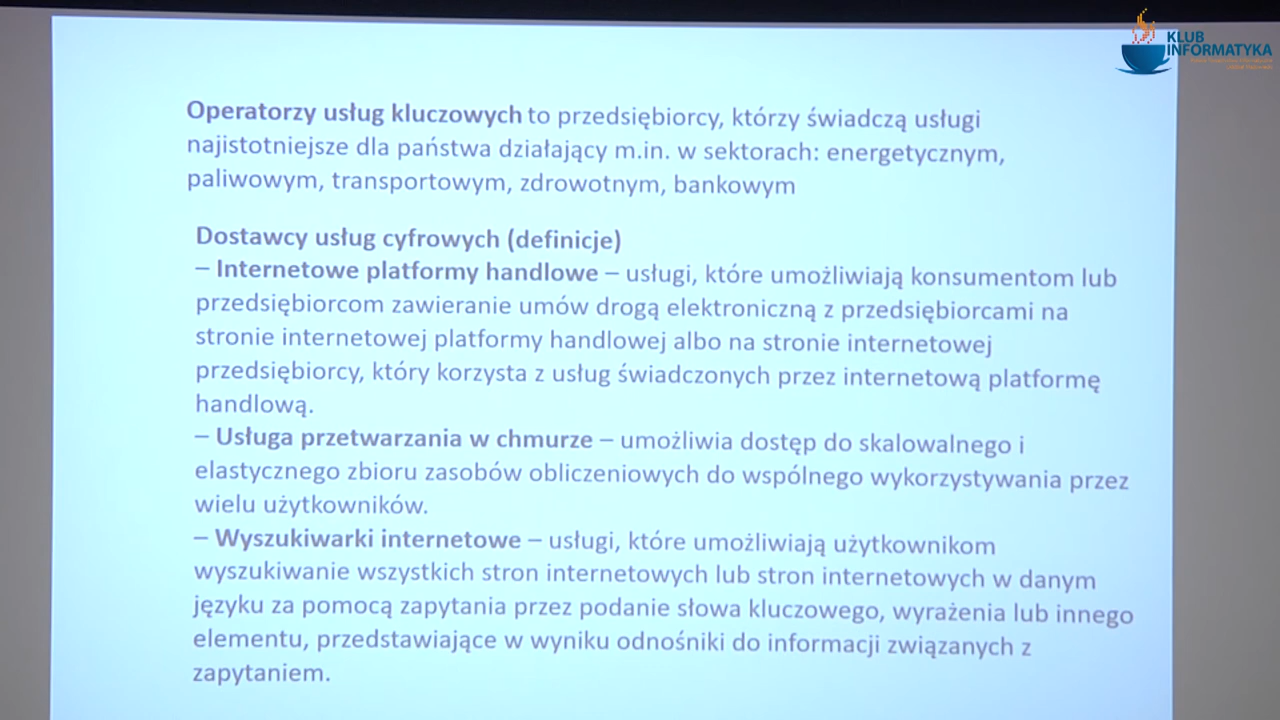 KLUB
INFORMATYKA
Operatorzy usług kluczowych to przedsiębiorcy, którzy świadczą usługi
najistotniejsze dla państwa działający m.in. w sektorach: energetycznym,
paliwowym, transportowym, zdrowotnym, bankowym
Dostawcy usług cyfrowych (definicje)
– Internetowe platformy handlowe – usługi, które umożliwiają konsumentom lub
przedsiębiorcom zawieranie umów drogą elektroniczną z przedsiębiorcami na
stronie internetowej platformy handlowej albo na stronie internetowej
przedsiębiorcy, który korzysta z usług świadczonych przez internetową platformę
handlową.
– Usługa przetwarzania w chmurze – umożliwia dostęp do skalowalnego i
elastycznego zbioru zasobów obliczeniowych do wspólnego wykorzystywania przez
wielu użytkowników.
– Wyszukiwarki internetowe – usługi, które umożliwiają użytkownikom
wyszukiwanie wszystkich stron internetowych lub stron internetowych w danym
języku za pomocą zapytania przez podanie słowa kluczowego, wyrażenia lub innego
elementu, przedstawiające w wyniku odnośniki do informacji związanych z
zapytaniem.